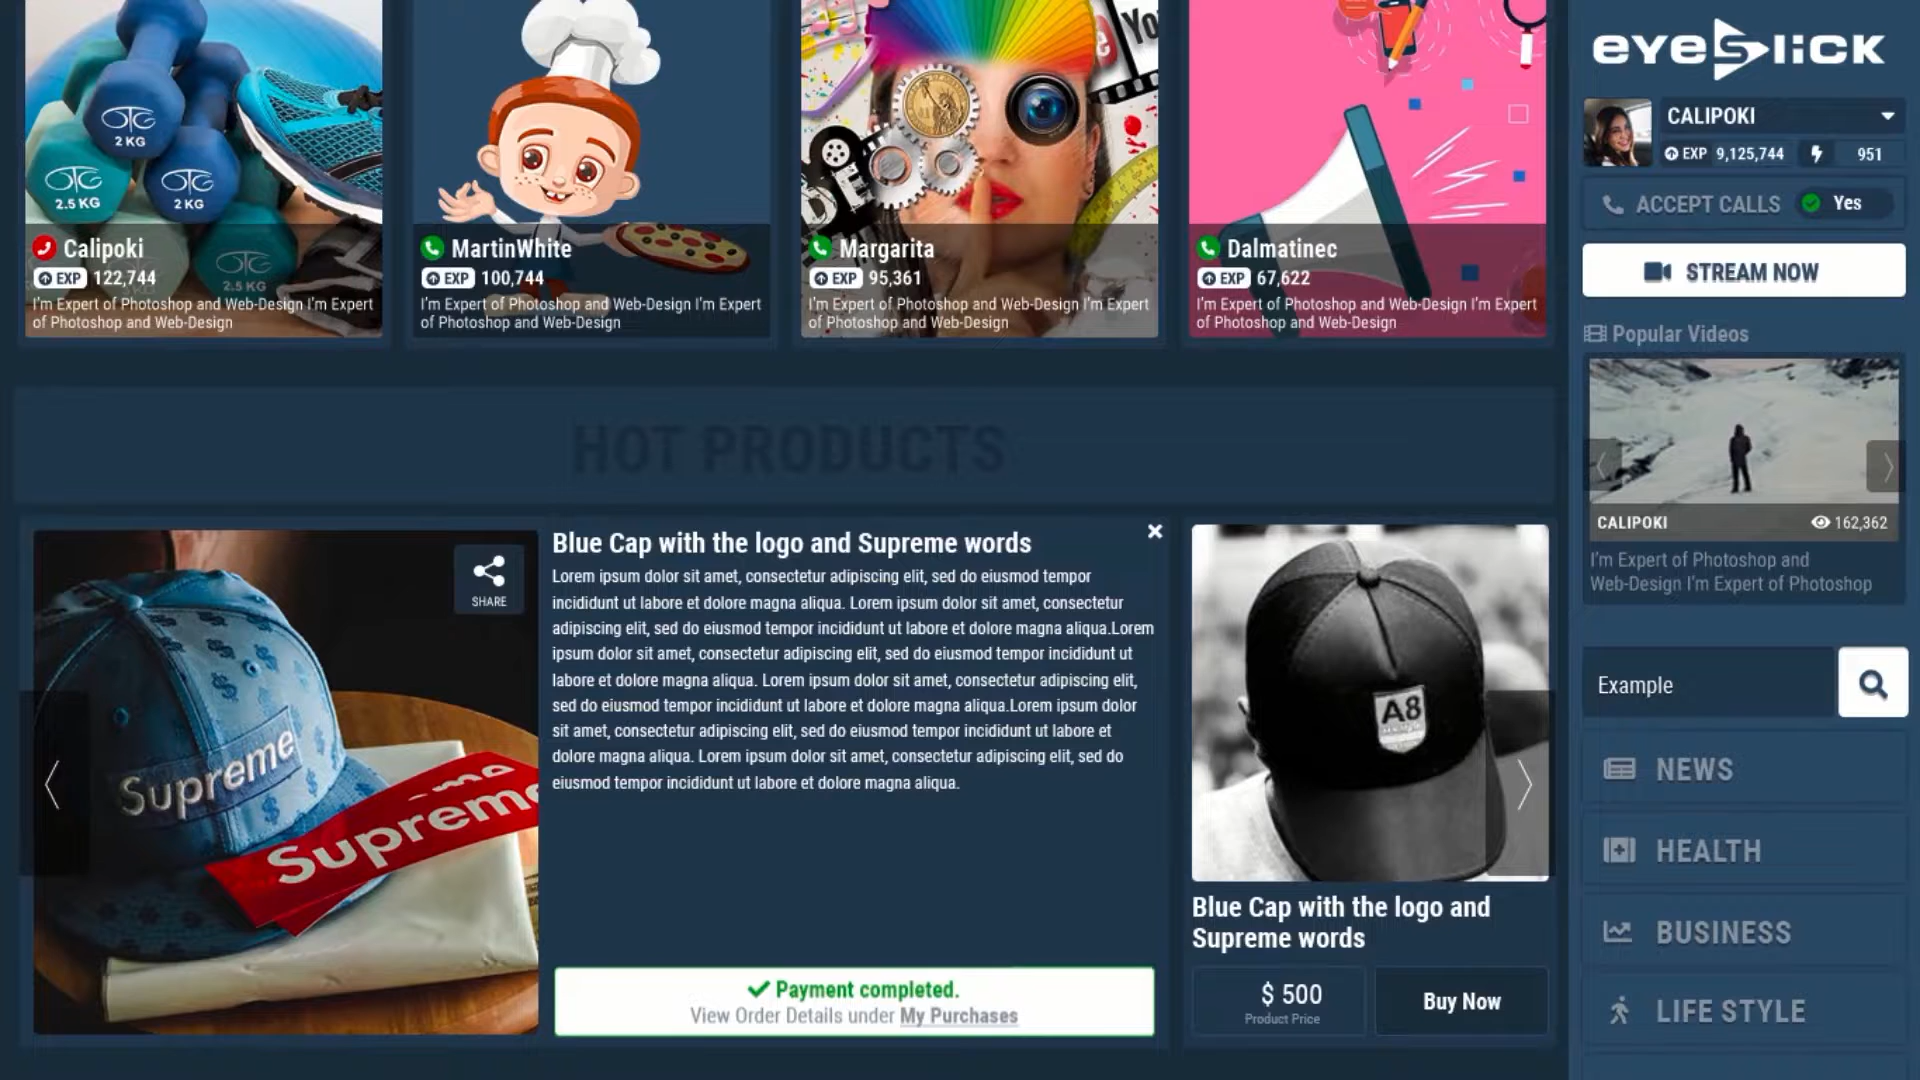 OTG
2 KG
OTG
2.5 KG
OTG
2 KG
OTG
2.5 KG
Calipoki
EXP 122,744
I'm Expert of Photoshop and Web-Design I'm Expert
of Photoshop and Web-Design
MartinWhite
EXP 100,744
I'm Expert of Photoshop and Web-Design I'm Expert
of Photoshop and Web-Design
Margarita
EXP 95,361
I'm Expert of Photoshop and Web-Design I'm Expert
of Photoshop and Web-Design
Dalmatinec
EXP 67,622
I'm Expert of Photoshop and Web-Design I'm Expert
of Photoshop and Web-Design
HOT PRODUCTS
Supreme
Supreme
SHARE
Blue Cap with the logo and Supreme words
Lorem ipsum dolor sit amet, consectetur adipiscing elit, sed do eiusmod tempor
incididunt ut labore et dolore magna aliqua. Lorem ipsum dolor sit amet, consectetur
adipiscing elit, sed do eiusmod tempor incididunt ut labore et dolore magna aliqua.Lorem
ipsum dolor sit amet, consectetur adipiscing elit, sed do eiusmod tempor incididunt ut
labore et dolore magna aliqua. Lorem ipsum dolor sit amet, consectetur adipiscing elit,
sed do eiusmod tempor incididunt ut labore et dolore magna aliqua.Lorem ipsum dolor
sit amet, consectetur adipiscing elit, sed do eiusmod tempor incididunt ut labore et
dolore magna aliqua. Lorem ipsum dolor sit amet, consectetur adipiscing elit, sed do
eiusmod tempor incididunt ut labore et dolore magna aliqua.
Payment completed.
View Order Details under My Purchases
A8
Blue Cap with the logo and
Supreme words
$ 500
Product Price
Buy Now
eyeSlick
CALIPOKI
EXP 9,125,744 951
ACCEPT CALLS Yes
STREAM NOW
Popular Videos
CALIPOKI 162,362
I'm Expert of Photoshop and
Web-Design I'm Expert of Photoshop
Example
NEWS
HEALTH
BUSINESS
LIFE STYLE